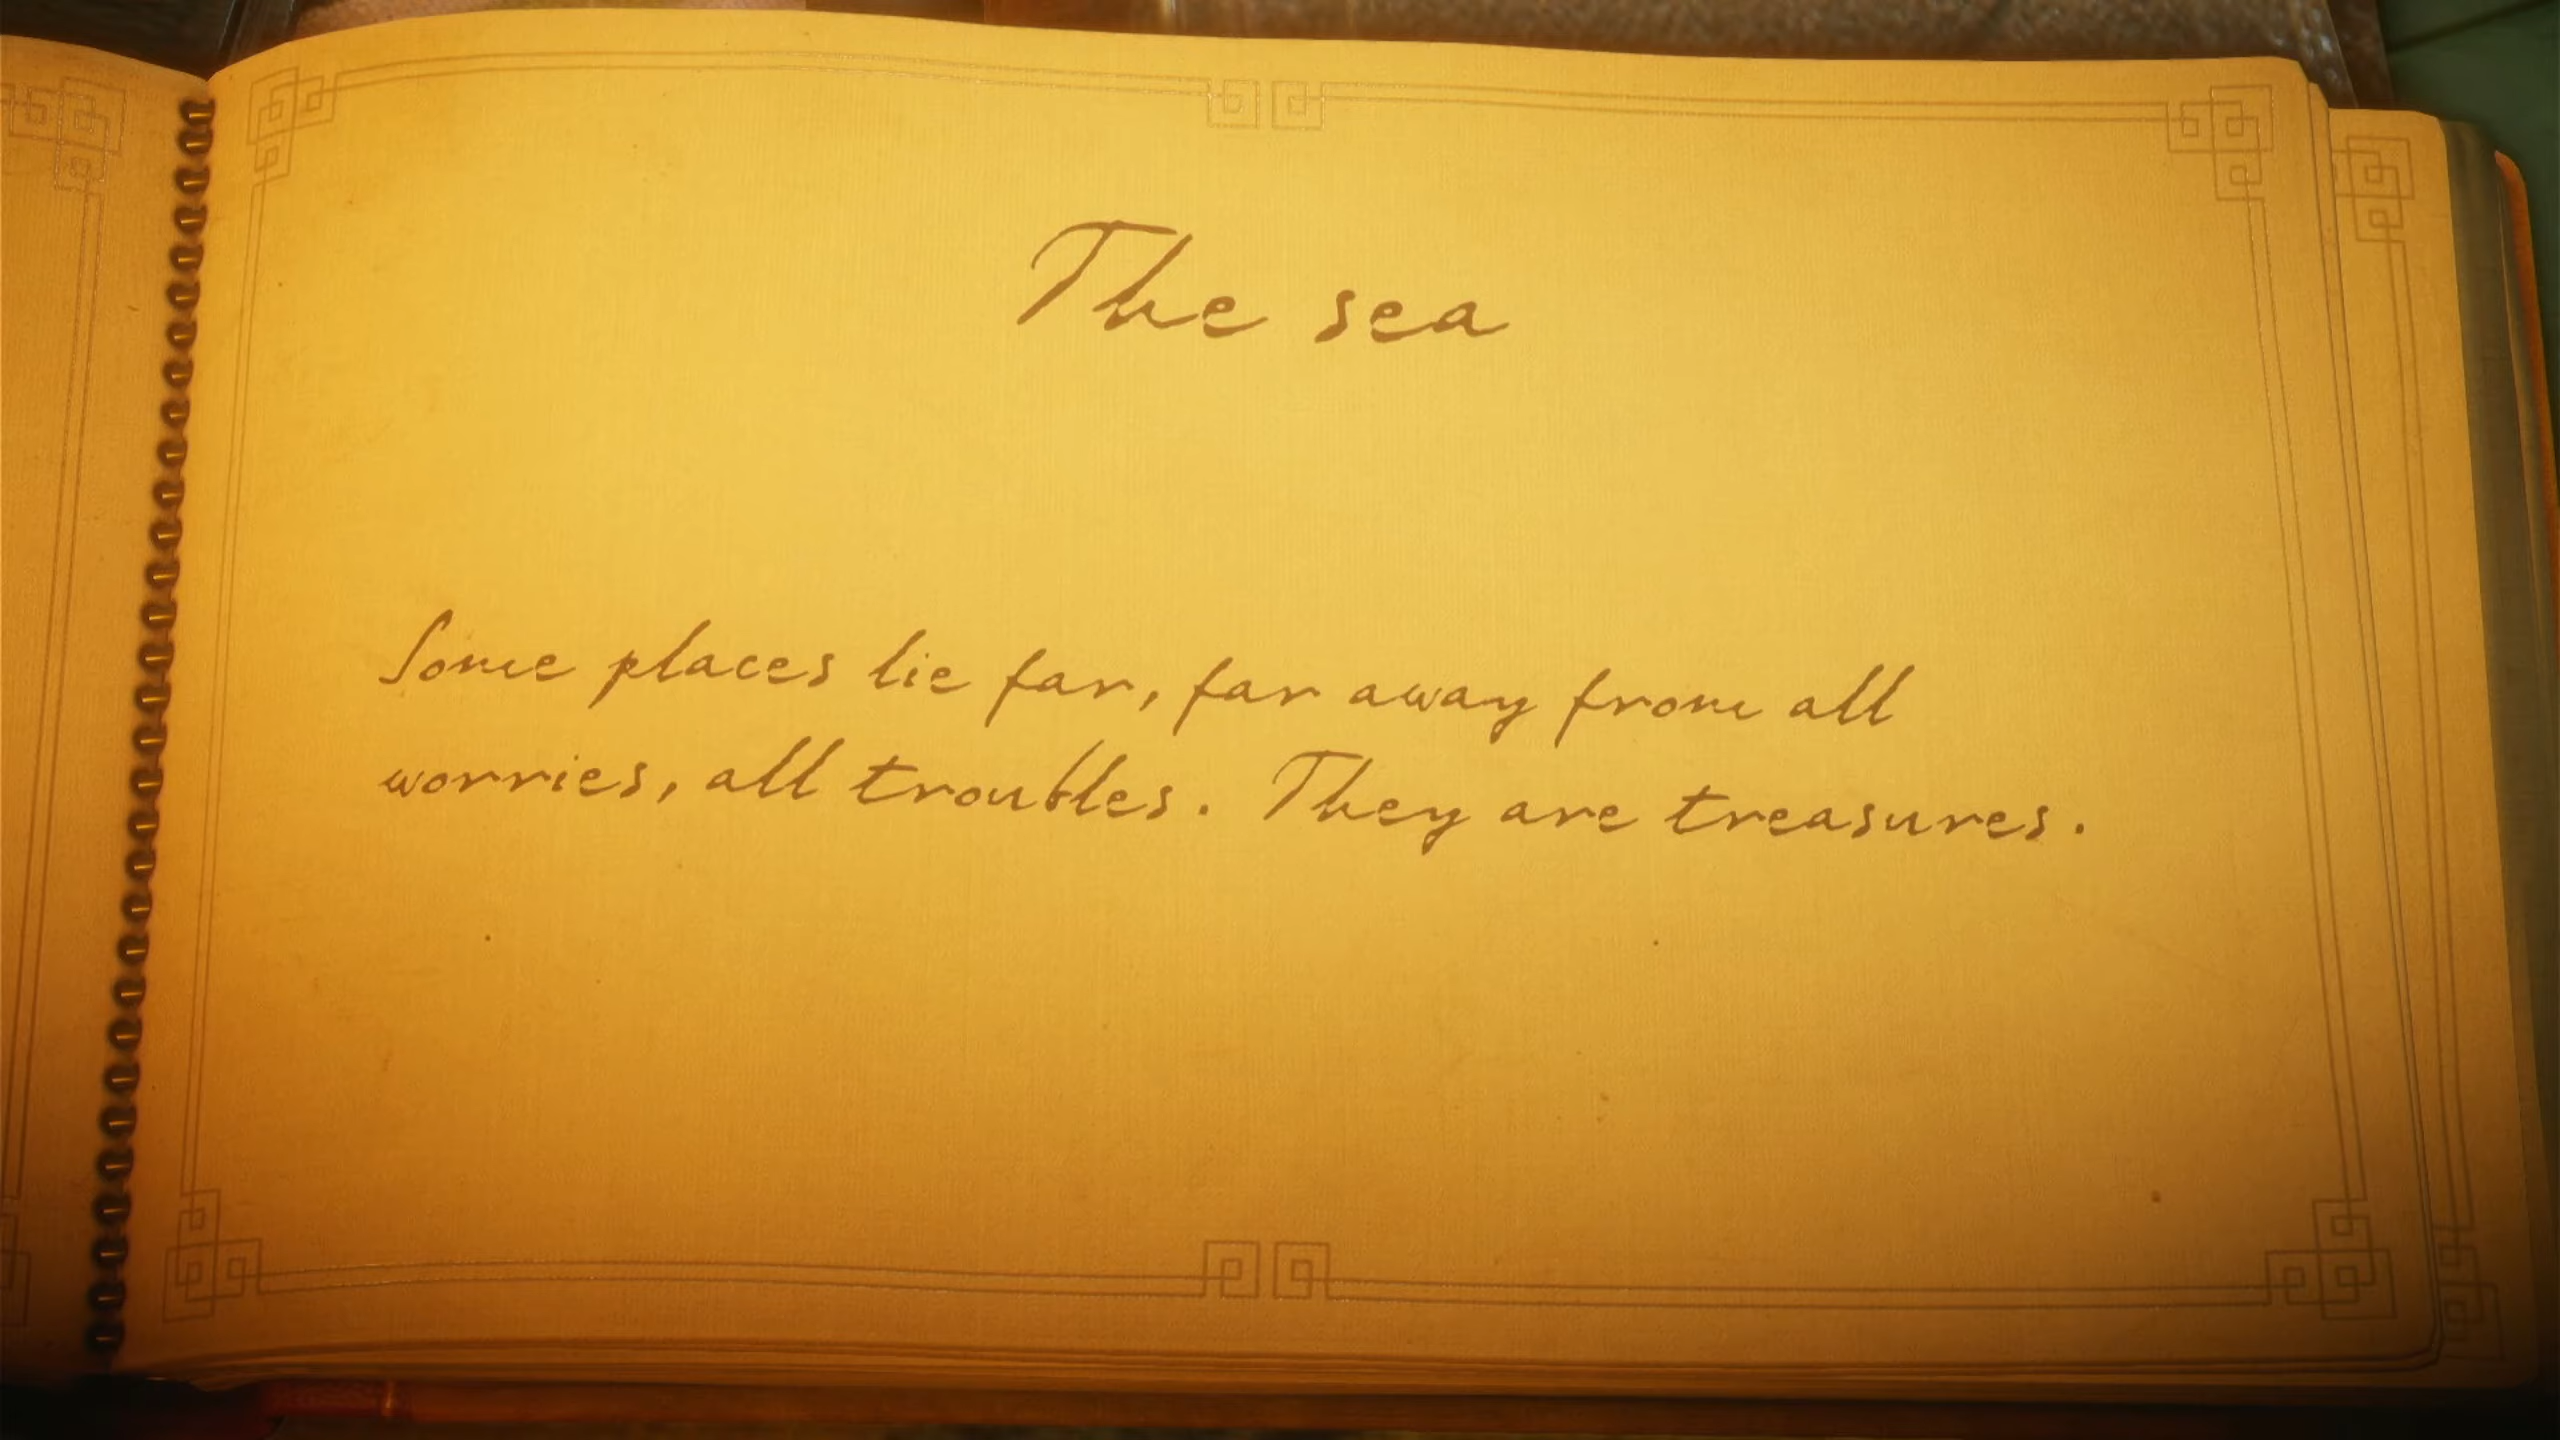 The sea
Some places lie far, far away from all
worries, all troubles. They are treasures.